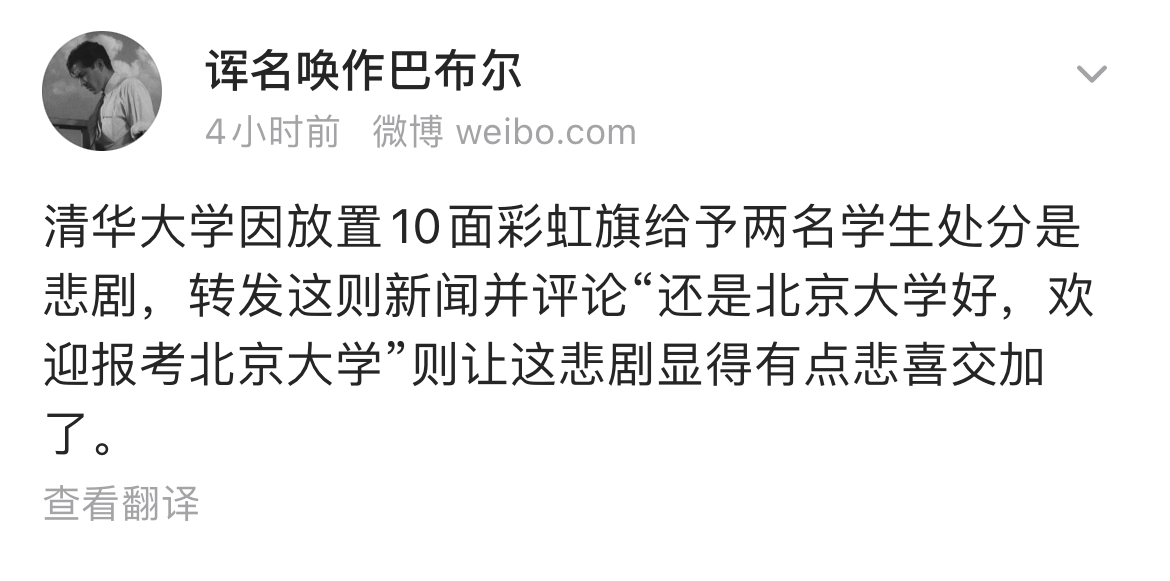 诨名唤作巴布尔
4小时前 微博 weibo.com
清华大学因放置10面彩虹旗给予两名学生处分是
悲剧，转发这则新闻并评论“还是北京大学好，欢
迎报考北京大学”则让这悲剧显得有点悲喜交加
了。
查看翻译